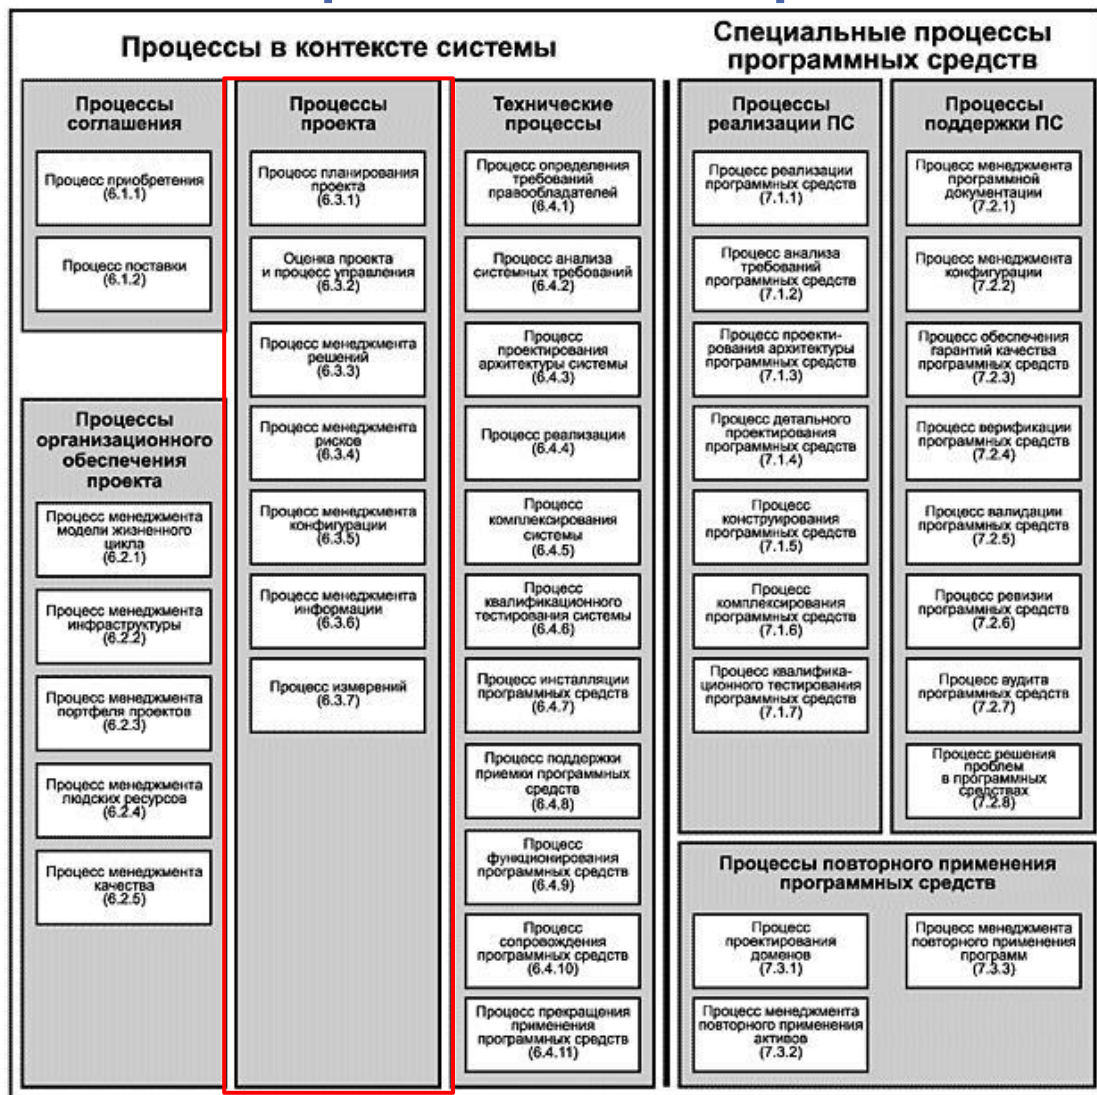 Процессы в контексте системы
Специальные процессы
программных средств
Процессы
соглашения
Процесс приобретения
(6.1.1)
Процесс поставки
(6.1.2)
Процессы
организационного
обеспечения
проекта
Процесс менеджмента
модели жизненного
цикла
(6.2.1)
Процесс менеджмента
инфраструктуры
(6.2.2)
Процесс менеджмента
портфеля проектов
(6.2.3)
Процесс менеджмента
людских ресурсов
(6.2.4)
Процесс менеджмента
качества
(6.2.5)
Процессы
проекта
Процесс планирования
проекта
(6.3.1)
Оценка проекта
и процесс управления
(6.3.2)
Процесс менеджмента
решений
(6.3.3)
Процесс менеджмента
рисков
(6.3.4)
Процесс менеджмента
конфигурации
(6.3.5)
Процесс менеджмента
информации
(6.3.6)
Процесс измерений
(6.3.7)
Технические
процессы
Процесс определения
требований
правообладателей
(6.4.1)
Процесс анализа
системных требований
(6.4.2)
Процесс
проектирования
архитектуры системы
(6.4.3)
Процесс реализации
(6.4.4)
Процесс
комплексирования
системы
(6.4.5)
Процесс
квалификационного
тестирования системы
(6.4.6)
Процесс инсталляции
программных средств
(6.4.7)
Процесс поддержки
приемки программных
средств
(6.4.8)
Процесс
функционирования
программных средств
(6.4.9)
Процесс
сопровождения
программных средств
(6.4.10)
Процесс прекращения
применения
программных средств
(6.4.11)
Процессы
реализации ПС
Процесс реализации
программных средств
(7.1.1)
Процесс анализа
требований
программных средств
(7.1.2)
Процесс проекти-
рования архитектуры
программных средств
(7.1.3)
Процесс детального
проектирования
программных средств
(7.1.4)
Процесс
конструирования
программных средств
(7.1.5)
Процесс
комплексирования
программных средств
(7.1.6)
Процесс квалифика-
ционного тестирования
программных средств
(7.1.7)
Процессы
поддержки ПС
Процесс менеджмента
программной
документации
(7.2.1)
Процесс менеджмента
конфигурации
(7.2.2)
Процесс обеспечения
гарантий качества
программных средств
(7.2.3)
Процесс верификации
программных средств
(7.2.4)
Процесс валидации
программных средств
(7.2.5)
Процесс ревизии
программных средств
(7.2.6)
Процесс аудита
программных средств
(7.2.7)
Процесс решения
проблем
в программных
средствах
(7.2.8)
Процессы повторного применения
программных средств
Процесс
проектирования
доменов
(7.3.1)
Процесс менеджмента
повторного применения
активов
(7.3.2)
Процесс менеджмента
повторного применения
программ
(7.3.3)